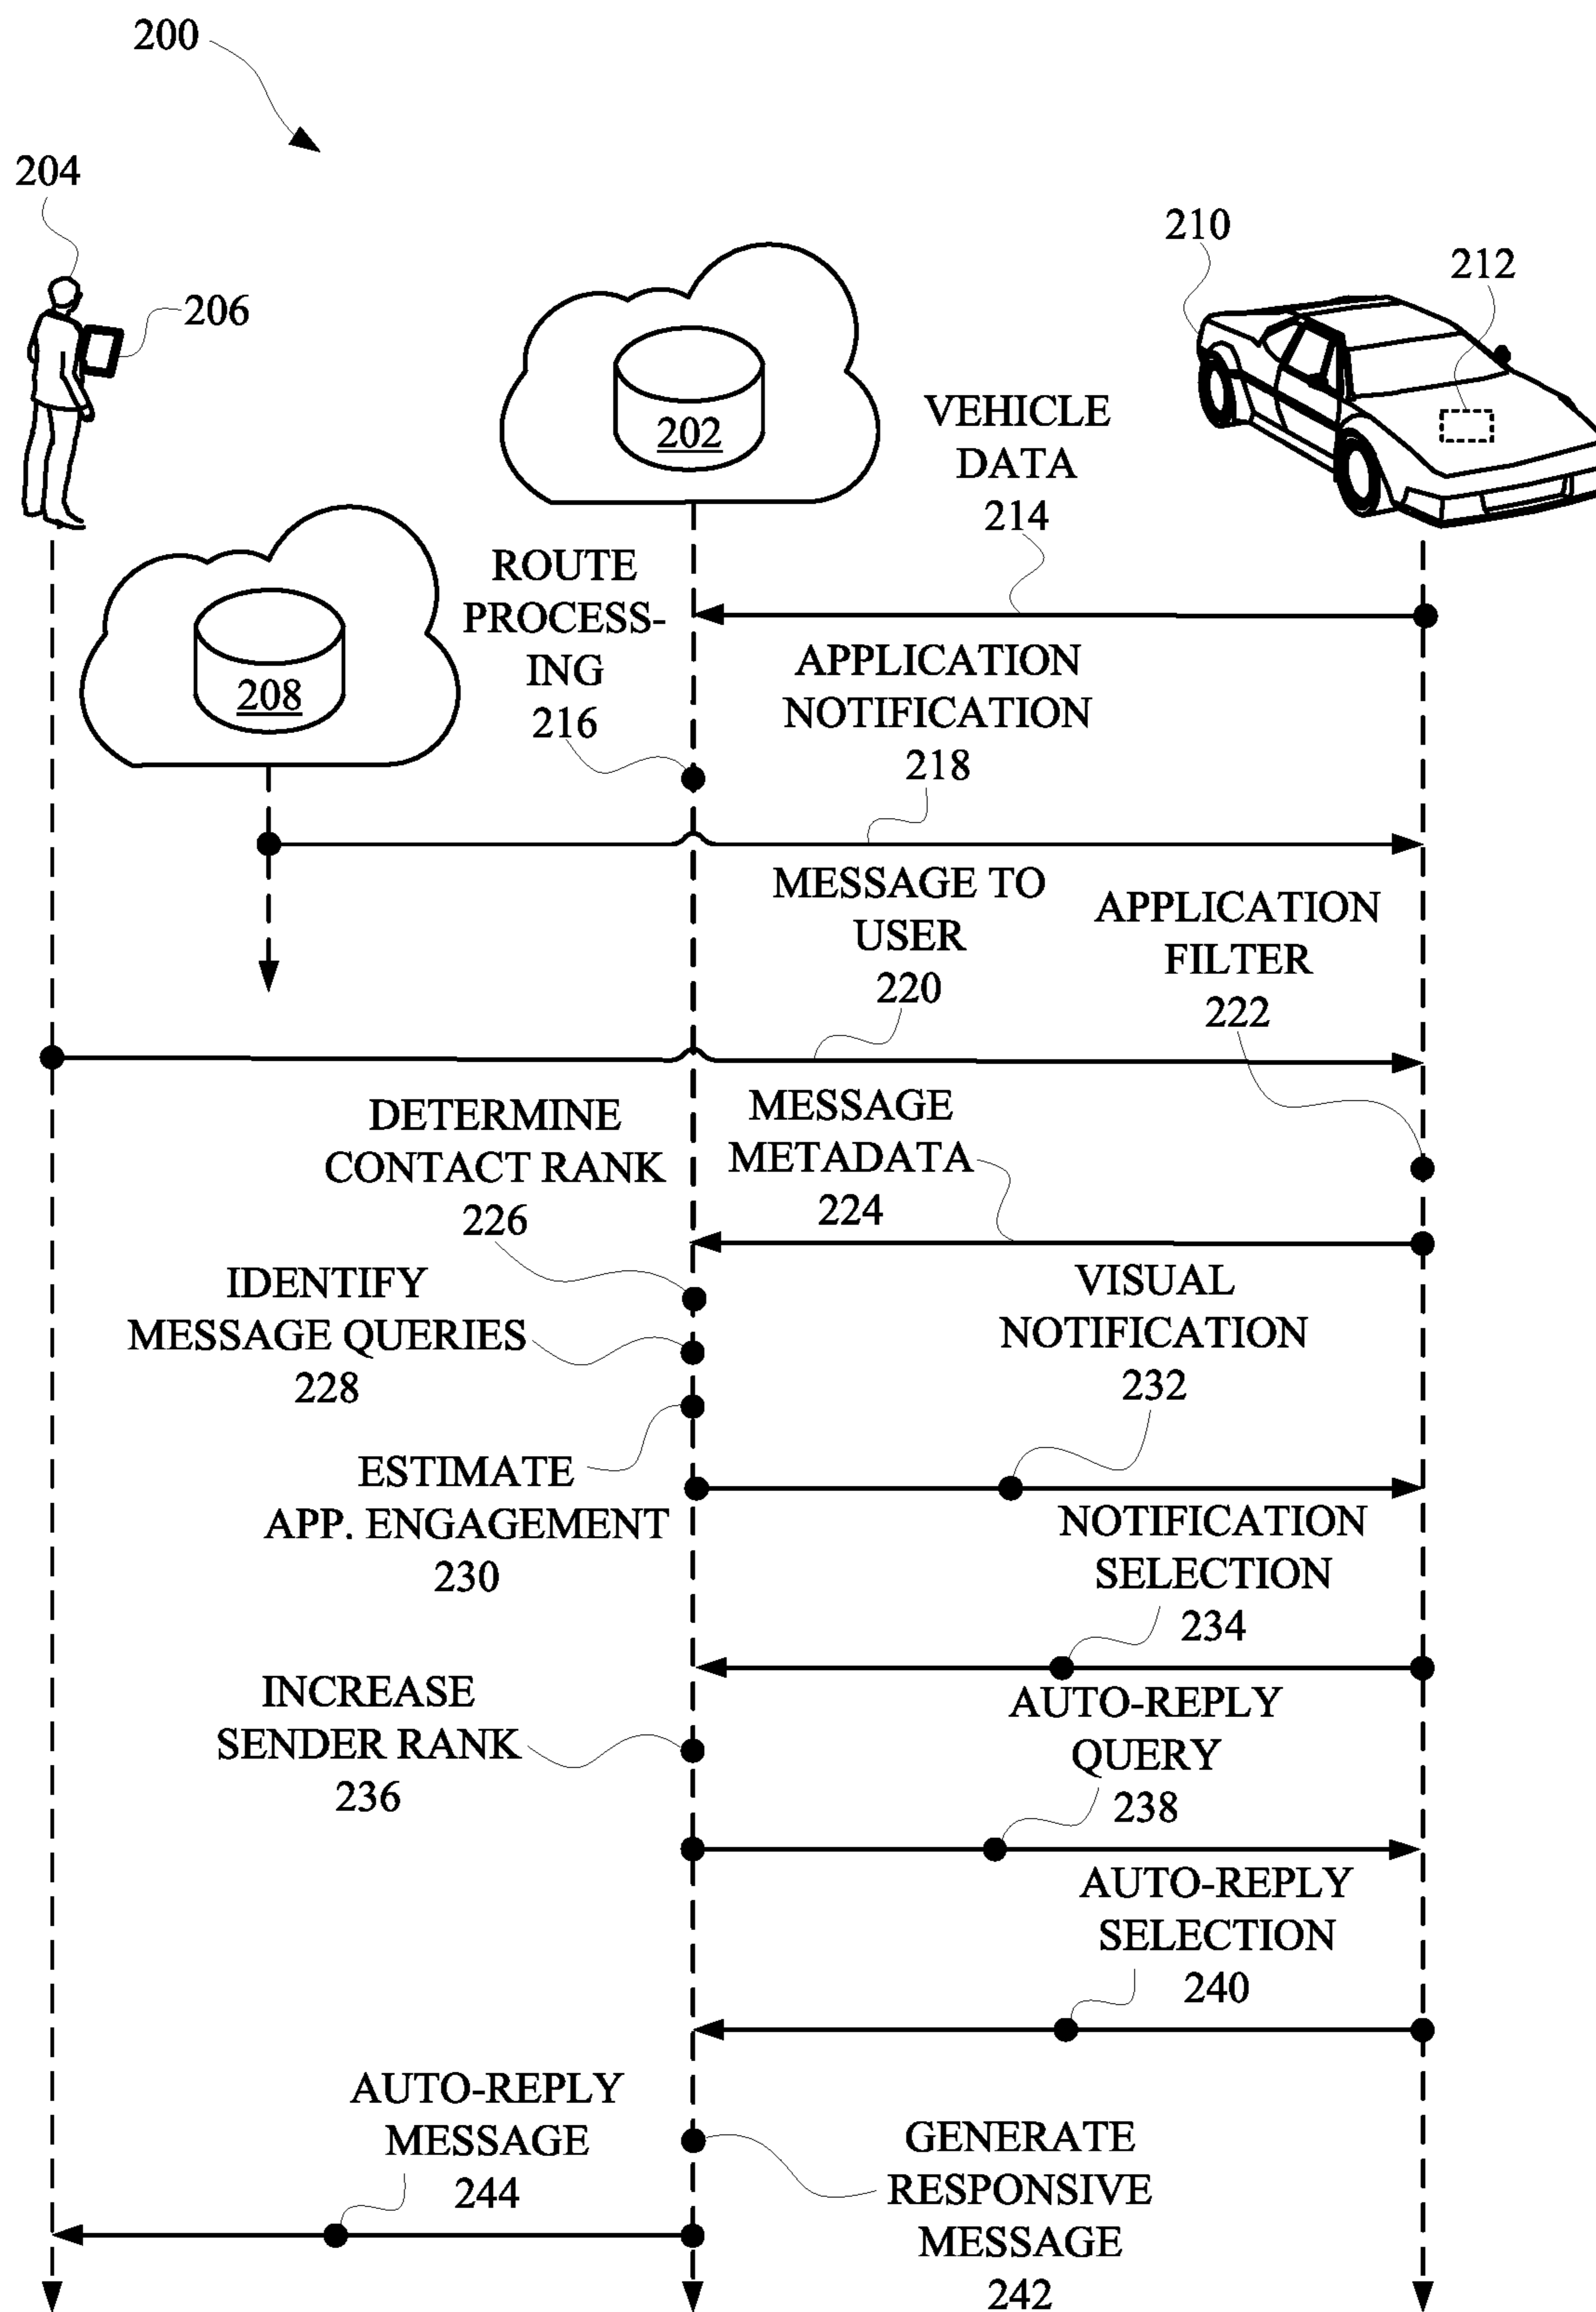 200
204
206
210
212
202
VEHICLE
DATA
214
ROUTE
PROCESS-
ING
216
208
APPLICATION
NOTIFICATION
218
MESSAGE TO
USER
220
APPLICATION
FILTER
222
DETERMINE
CONTACT RANK
226
MESSAGE
METADATA
224
IDENTIFY
MESSAGE QUERIES
228
VISUAL
NOTIFICATION
232
ESTIMATE
APP. ENGAGEMENT
230
NOTIFICATION
SELECTION
234
INCREASE
SENDER RANK
236
AUTO-REPLY
QUERY
238
AUTO-REPLY
SELECTION
240
AUTO-REPLY
MESSAGE
244
GENERATE
RESPONSIVE
MESSAGE
242